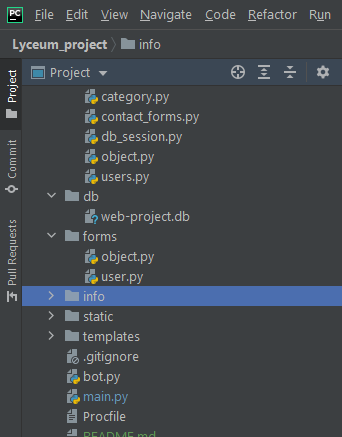 PC File Edit View Navigate Code Refactor Run
Lyceum_project info
Project
category.py
contact_forms.py
db_session.py
object.py
users.py
db
web-project.db
forms
object.py
user.py
info
static
templates
.gitignore
bot.py
main.py
Procfile
README.md
Project
Commit
Pull Requests